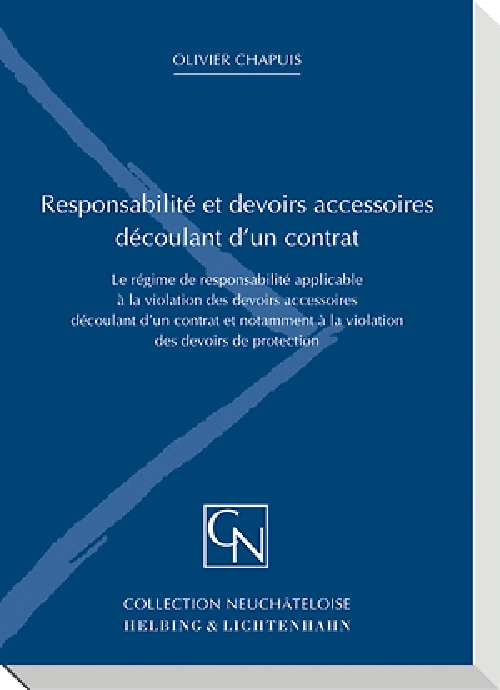 OLIVIER CHAPUIS
Responsabilité et devoirs accessoires
découlant d'un contrat
Le régime de responsabilité applicable
à la violation des devoirs accessoires
découlant d'un contrat et notamment à la violation
des devoirs de protection
CN
COLLECTION NEUCHÂTELOISE
HELBING & LICHTENHAHN